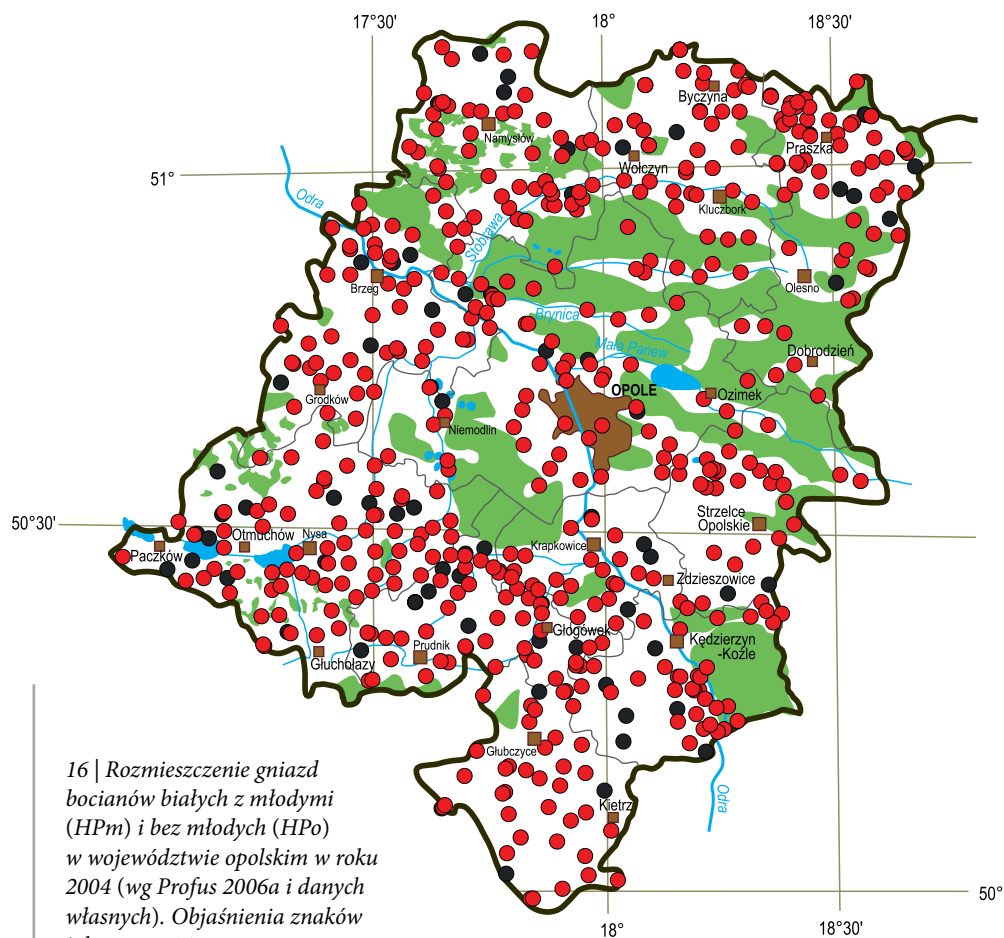 17°30'
18°
18°30'
Byczyna
Namysłów
Praszka
Wołczyn
51°
Odra
Kluczbork
Stobrawa
Brzeg
Olesno
Brynica
Mała Panew
Dobrodzień
OPOLE
Ozimek
Grodków
Niemodlin
50°30'
Strzelce
Opolskie
Otmuchów
Nysa
Paczków
Krapkowice
Zdzieszowice
Głogówek
Kędzierzyn
-Koźle
Prudnik
Głuchołazy
Głubczyce
Odra
Kietrz
16 | Rozmieszczenie gniazd
bocianów białych z młodymi
(HPm) i bez młodych (HPo)
w województwie opolskim w roku
2004 (wg Profus 2006a i danych
własnych). Objaśnienia znaków
50°
18°
18°30'